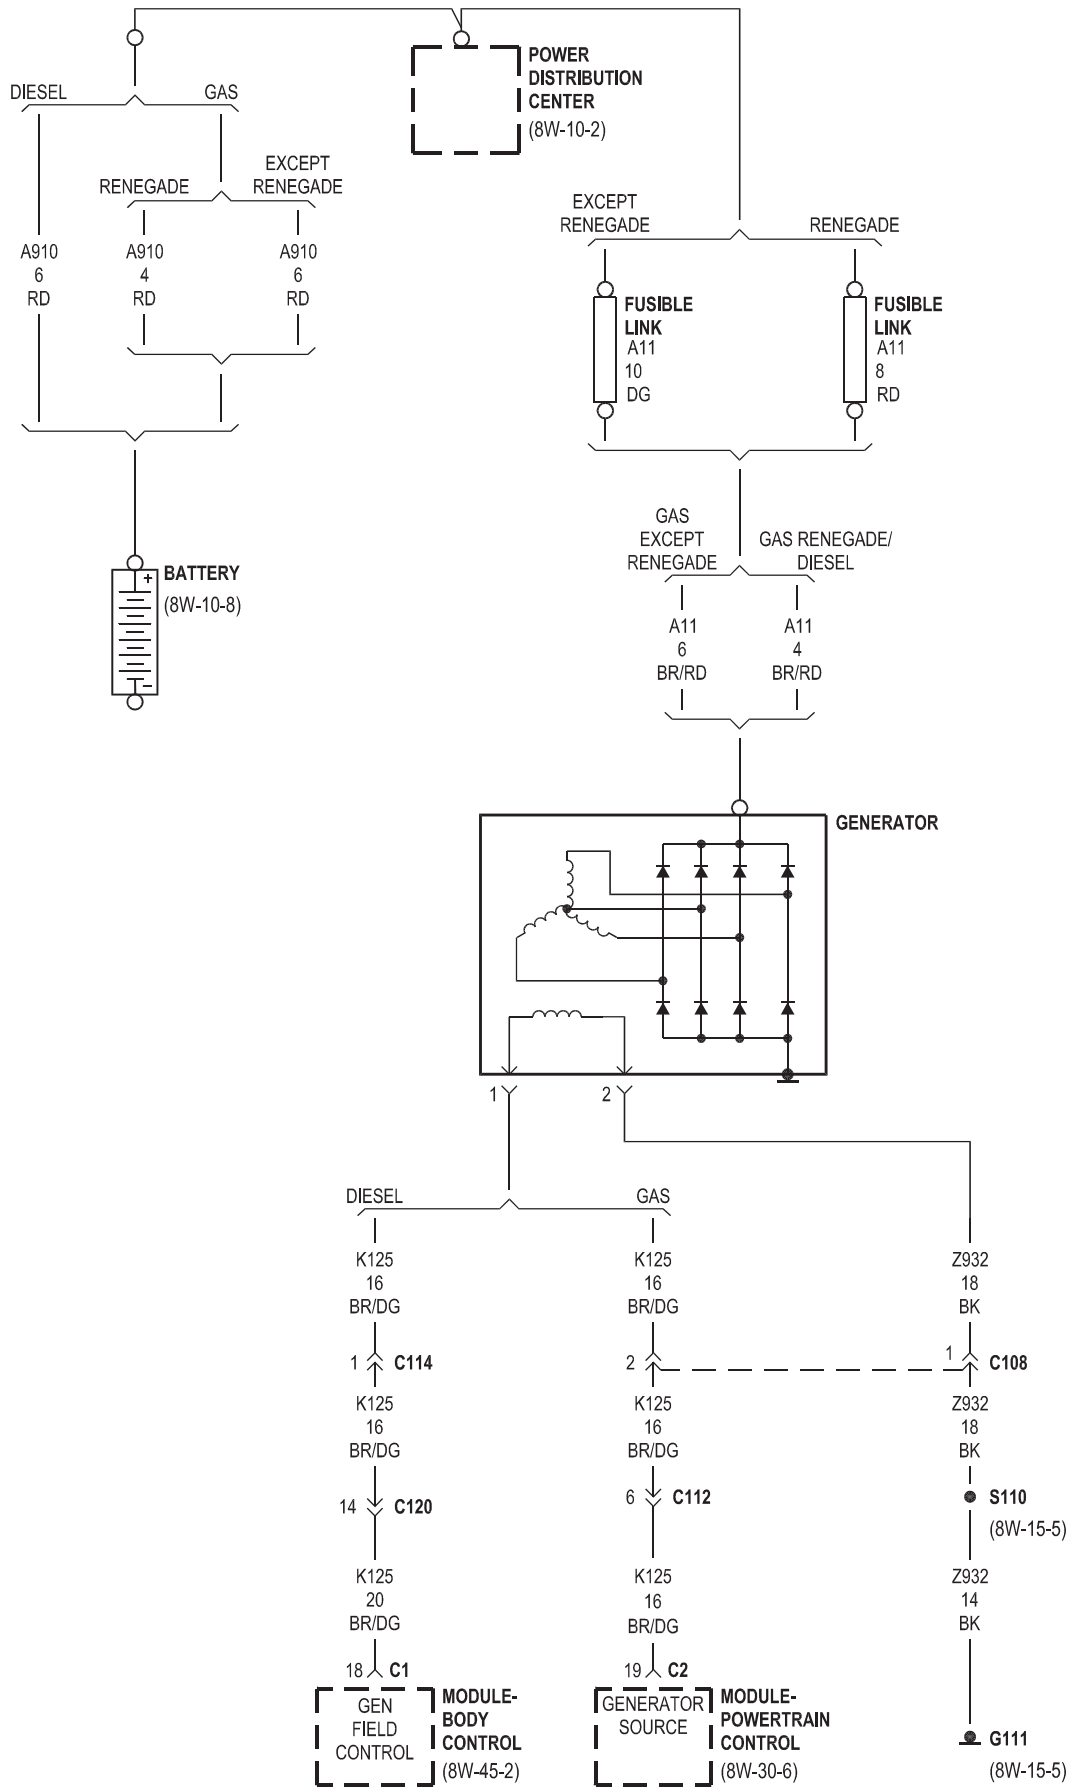 POWER
DISTRIBUTION
CENTER
(8W-10-2)
DIESEL
GAS
RENEGADE
EXCEPT
RENEGADE
A910
6
RD
A910
4
RD
A910
6
RD
EXCEPT
RENEGADE
RENEGADE
FUSIBLE
LINK
A11
10
DG
FUSIBLE
LINK
A11
8
RD
BATTERY
(8W-10-8)
+
−
GAS
EXCEPT
RENEGADE
GAS RENEGADE/
DIESEL
A11
6
BR/RD
A11
4
BR/RD
GENERATOR
1
2
DIESEL
GAS
K125
16
BR/DG
K125
16
BR/DG
Z932
18
BK
1
C114
2
1
C108
K125
16
BR/DG
K125
16
BR/DG
Z932
18
BK
14
C120
6
C112
S110
(8W-15-5)
K125
20
BR/DG
K125
16
BR/DG
Z932
14
BK
18
C1
19
C2
GEN
FIELD
CONTROL
MODULE-
BODY
CONTROL
(8W-45-2)
GENERATOR
SOURCE
MODULE-
POWERTRAIN
CONTROL
(8W-30-6)
G111
(8W-15-5)